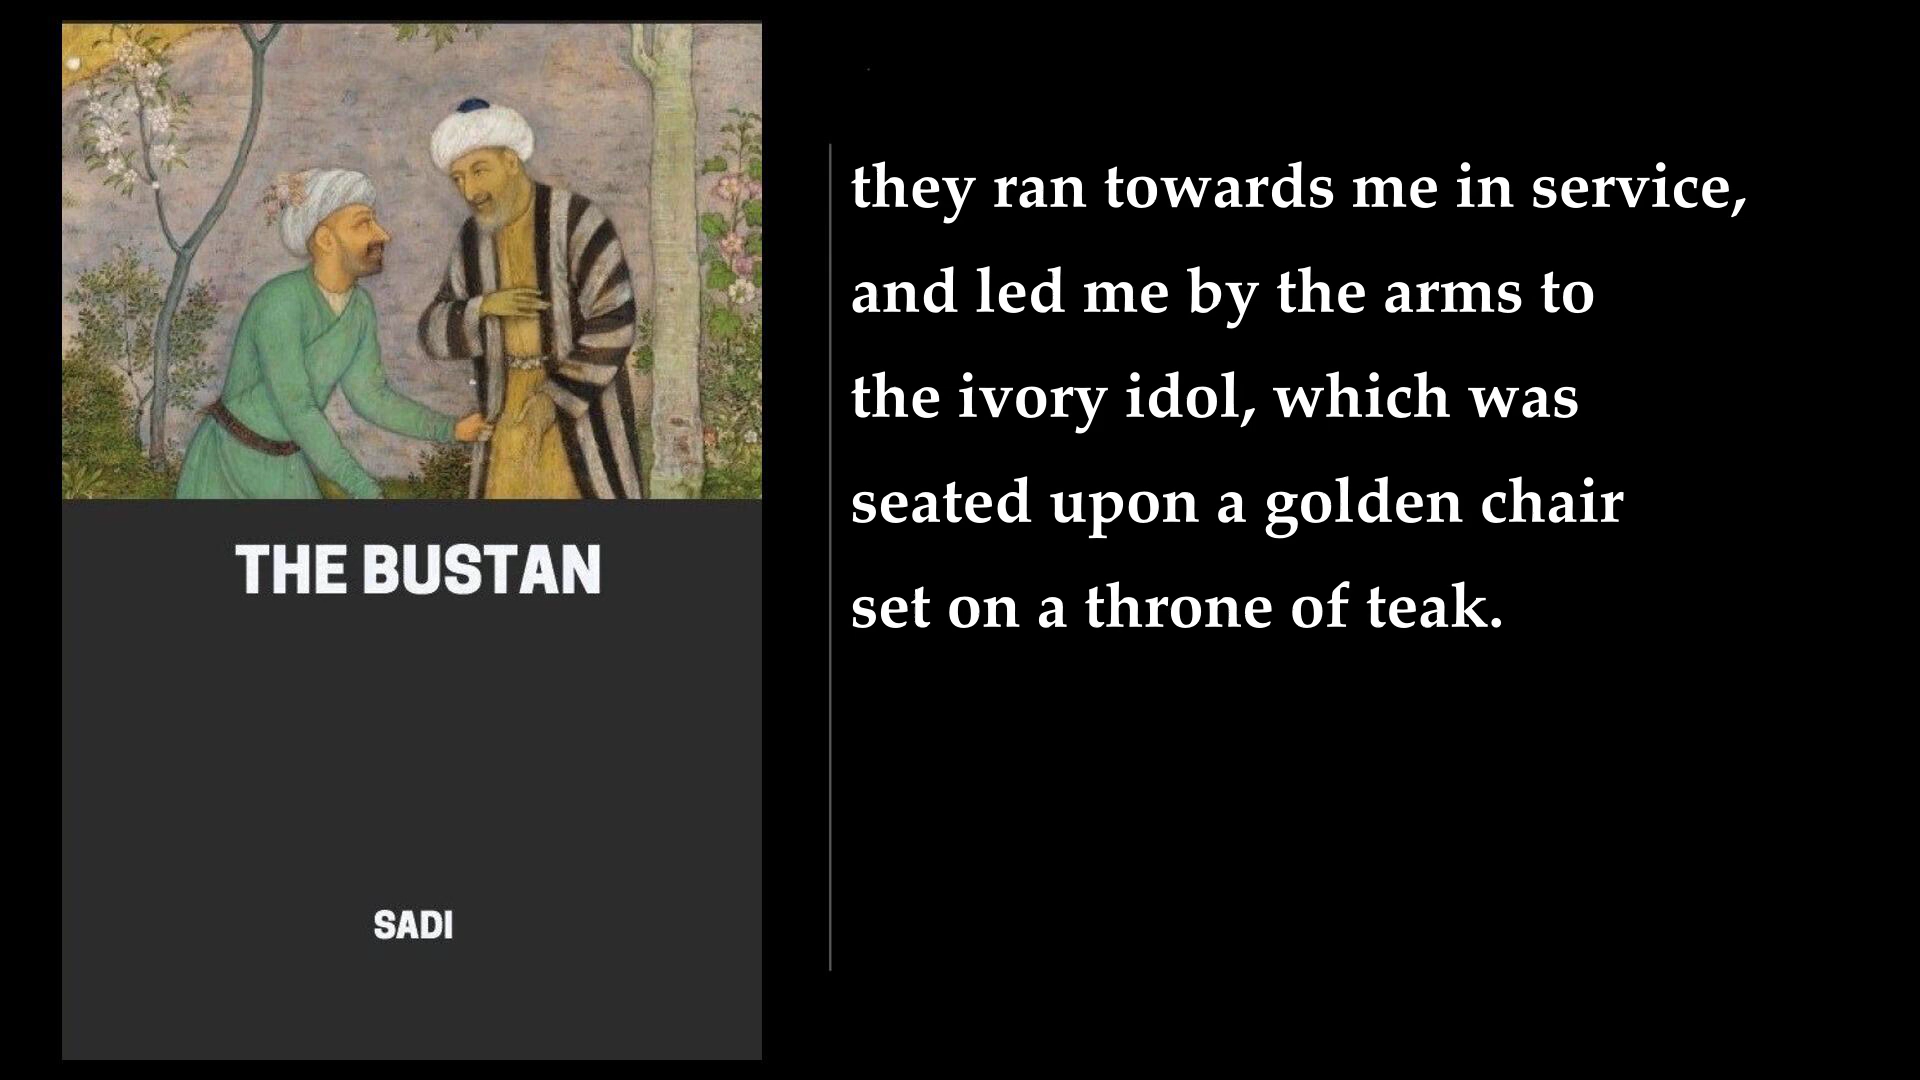 THE BUSTAN
SADI
they ran towards me in service,
and led me by the arms to
the ivory idol, which was
seated upon a golden chair
set on a throne of teak.